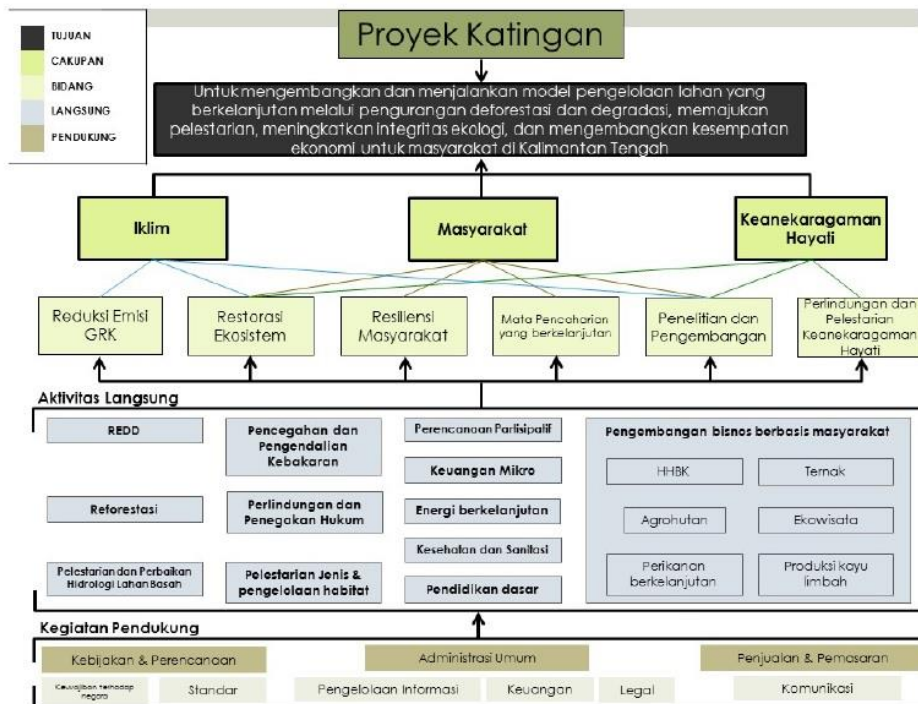 TUJUAN
CAKUPAN
BIDANG
LANGSUNG
PENDUKUNG
Proyek Katingan
Untuk mengembangkan dan menjalankan model pengelolaan lahan yang
berkelanjutan melalui pengurangan deforestasi dan degradasi, memajukan
pelestarian, meningkatkan integritas ekologi, dan mengembangkan kesempatan
ekonomi untuk masyarakat di Kalimantan Tengah
Iklim
Masyarakat
Keanekaragaman
Hayati
Reduksi Emisi
GRK
Restorasi
Ekosistem
Resiliensi
Masyarakat
Mata Pencaharian
yang berkelanjutan
Penelitian dan
Pengembangan
Perlindungan dan
Pelestarian
Keanekaragaman
Hayati
Aktivitas Langsung
REDD
Reforestasi
Pelestarian dan Perbaikan
Hidrologi Lahan Basah
Pencegahan dan
Pengendalian
Kebakaran
Perlindungan dan
Penegakan Hukum
Pelestarian Jenis &
pengelolaan habitat
Perencanaan Partisipatif
Keuangan Mikro
Energi berkelanjutan
Kesehatan dan Sanitasi
Pendidikan dasar
Pengembangan bisnos berbasis masyarakat
HHBK
Ternak
Agrohutan
Ekowisata
Perikanan
berkelanjutan
Produksi kayu
limbah
Kegiatan Pendukung
Kebijakan & Perencanaan
Administrasi Umum
Penjualan & Pemasaran
Kewajiban terhadap
negara
Standar
Pengelolaan Informasi
Keuangan
Legal
Komunikasi